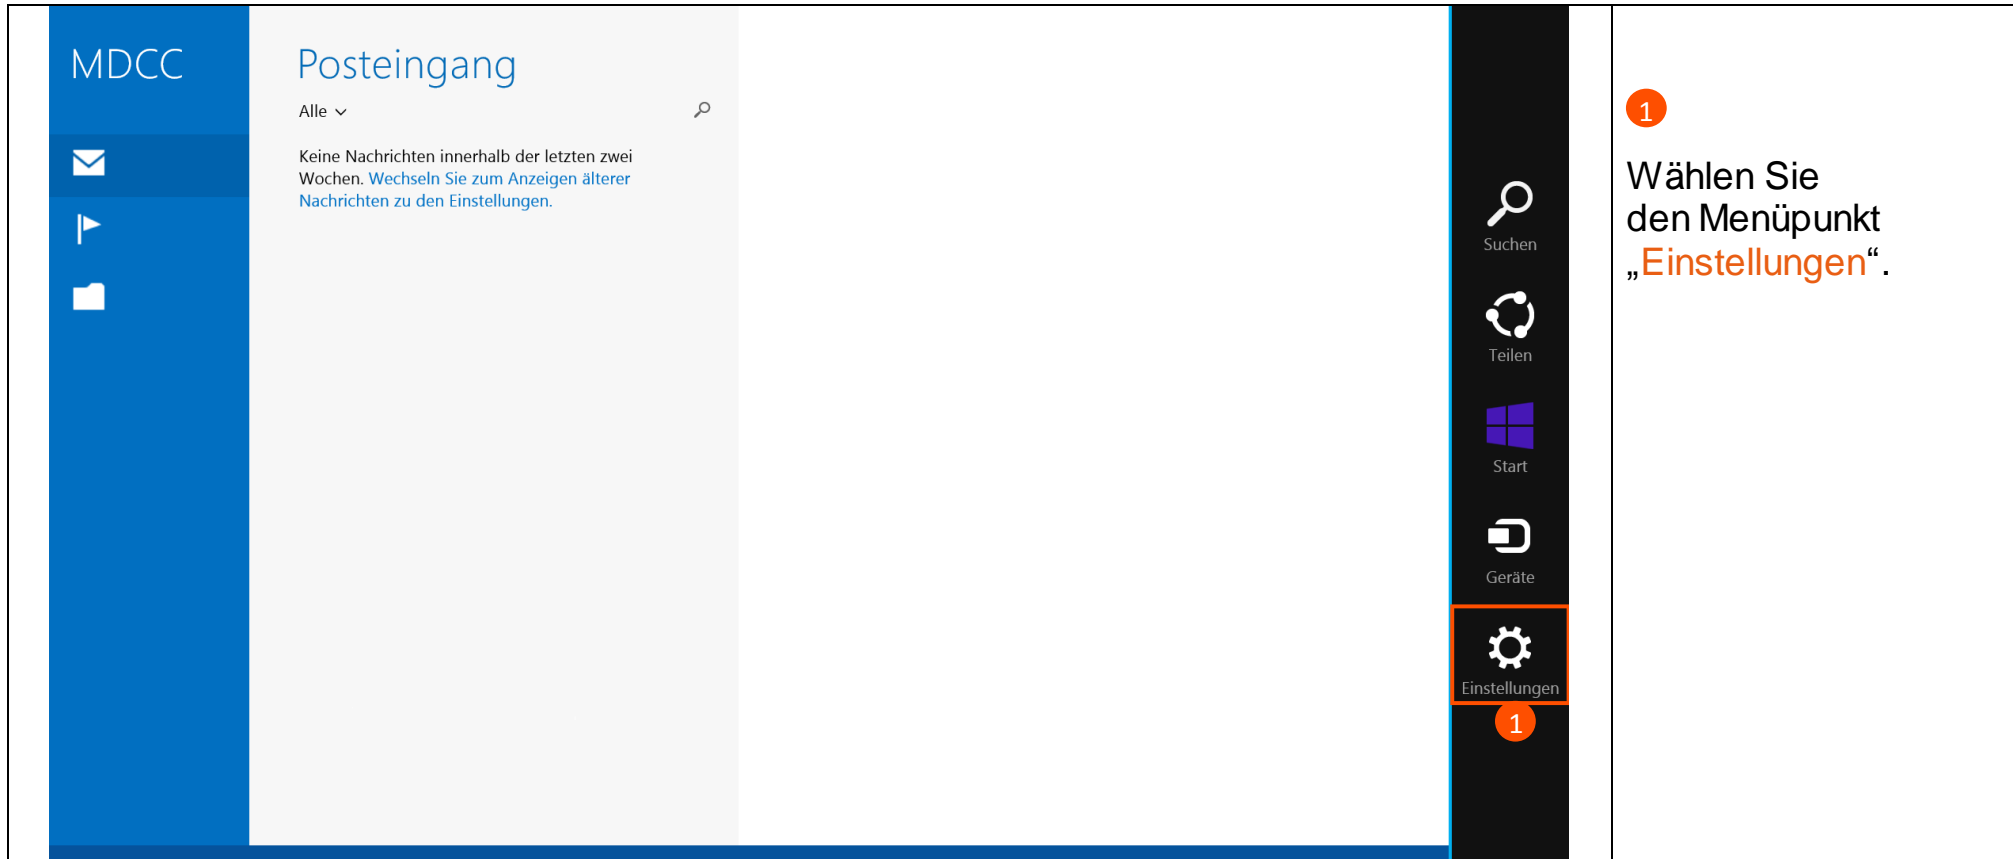 MDCC
Posteingang
Alle
Keine Nachrichten innerhalb der letzten zwei
Wochen. Wechseln Sie zum Anzeigen älterer
Nachrichten zu den Einstellungen.
Suchen
Teilen
Start
Geräte
Einstellungen
1
1
Wählen Sie
den Menüpunkt
„Einstellungen“.